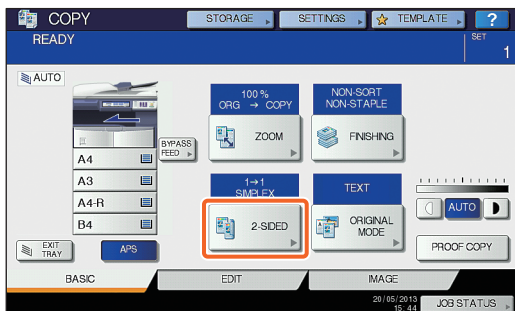 COPY
STORAGE
SETTINGS
TEMPLATE
?
READY
SET
1
AUTO
100 %
ORG → COPY
NON-SORT
NON-STAPLE
ZOOM
FINISHING
BYPASS
FEED
A4
A3
A4-R
B4
1→1
SIMPLEX
TEXT
2-SIDED
ORIGINAL
MODE
AUTO
EXIT
TRAY
APS
PROOF COPY
BASIC
EDIT
IMAGE
20/05/2013
15:44
JOB STATUS